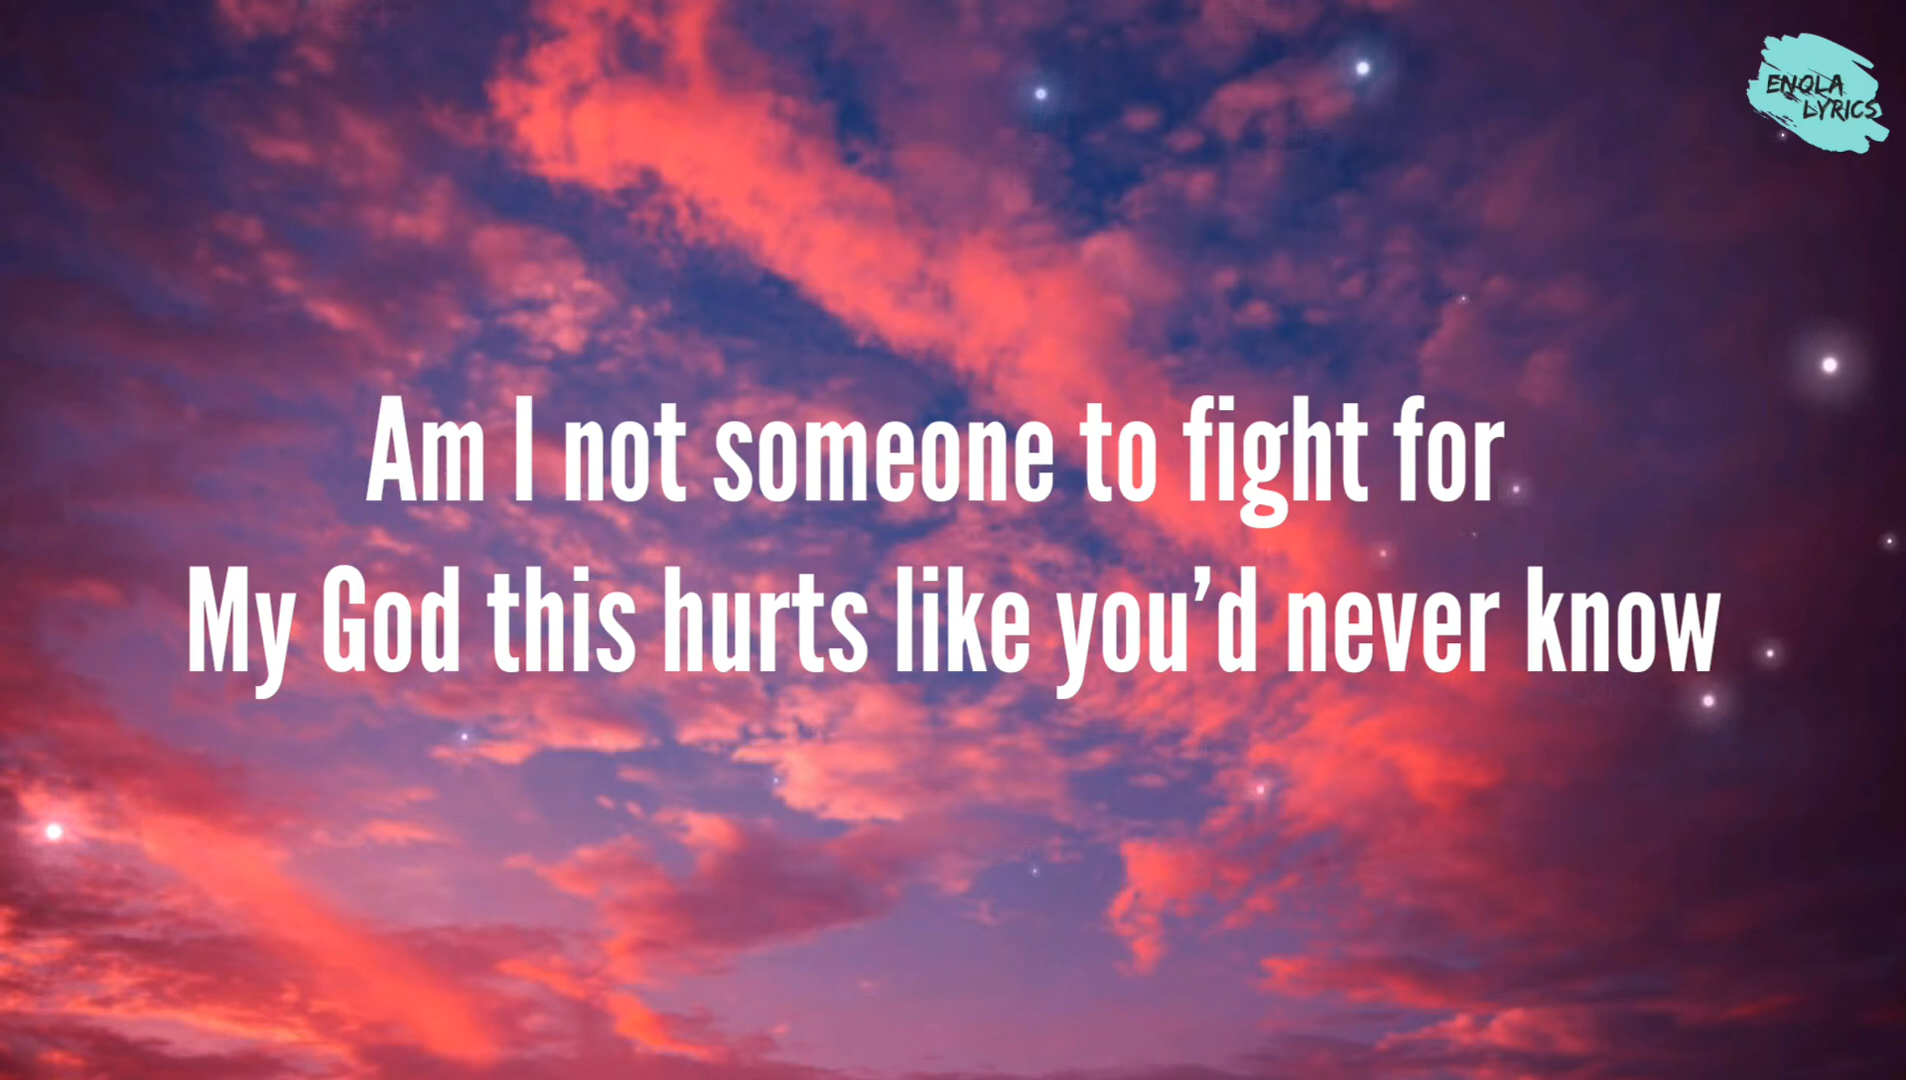 ENOLA
LYRICS
Am I not someone to fight for
My God this hurts like you’d never know